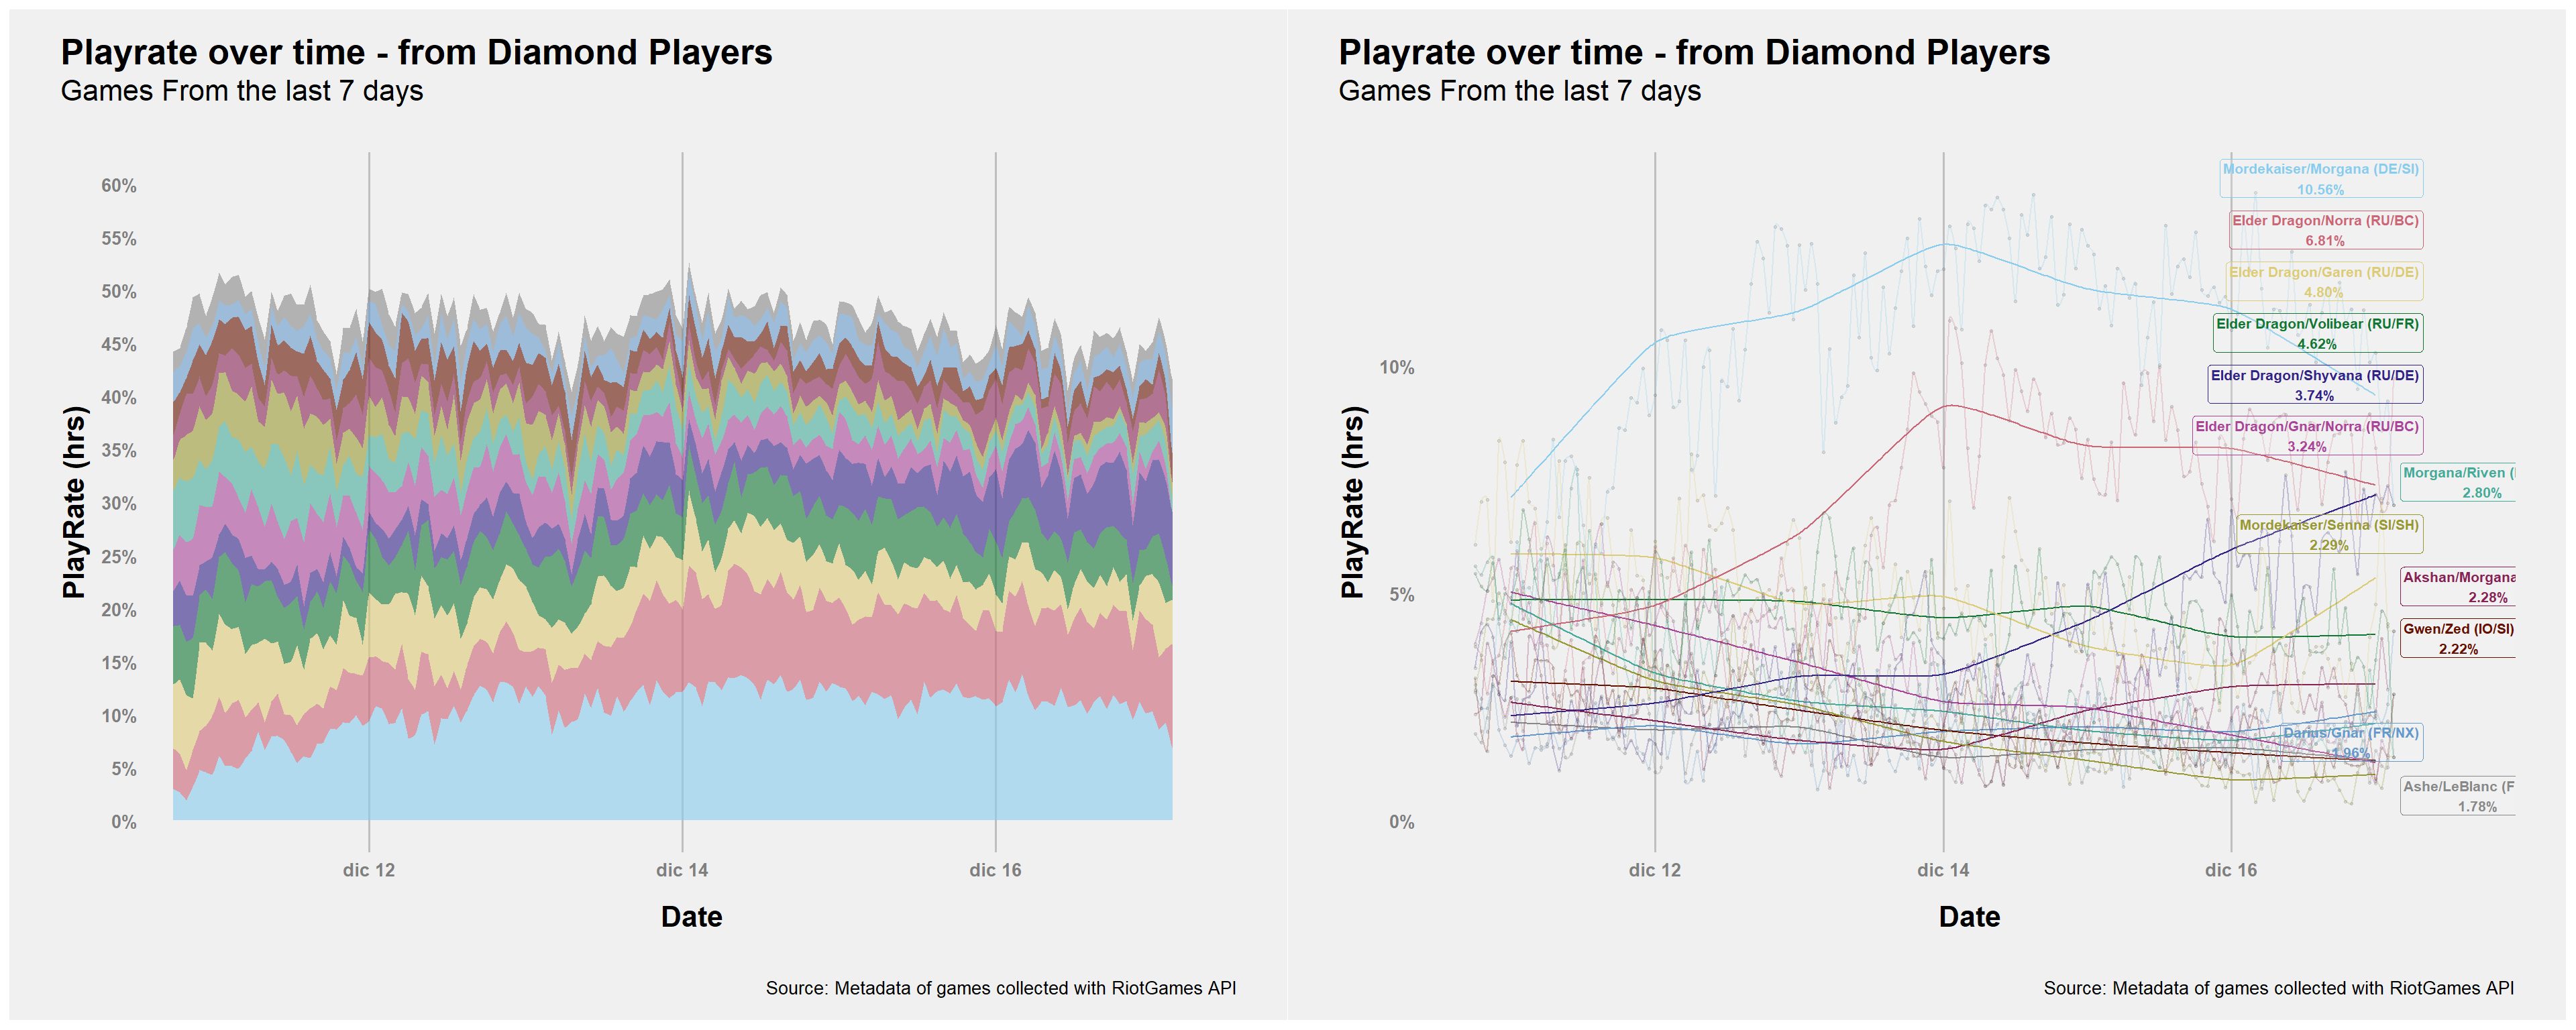 Playrate over time - from Diamond Players
Games From the last 7 days
PlayRate (hrs)
60%
55%
50%
45%
40%
35%
30%
25%
20%
15%
10%
5%
0%
dic 12
dic 14
dic 16
Date
Source: Metadata of games collected with RiotGames API
Playrate over time - from Diamond Players
Games From the last 7 days
PlayRate (hrs)
10%
5%
0%
Mordekaiser/Morgana (DE/SI)
10.56%
Elder Dragon/Norra (RU/BC)
6.81%
Elder Dragon/Garen (RU/DE)
4.80%
Elder Dragon/Volibear (RU/FR)
4.62%
Elder Dragon/Shyvana (RU/DE)
3.74%
Elder Dragon/Gnar/Norra (RU/BC)
3.24%
Morgana/Riven (
2.80%
Mordekaiser/Senna (SI/SH)
2.29%
Akshan/Morgana
2.28%
Gwen/Zed (IO/SI)
2.22%
Darius/Gnar (FR/NX)
1.96%
Ashe/LeBlanc (F
1.78%
dic 12
dic 14
dic 16
Date
Source: Metadata of games collected with RiotGames API